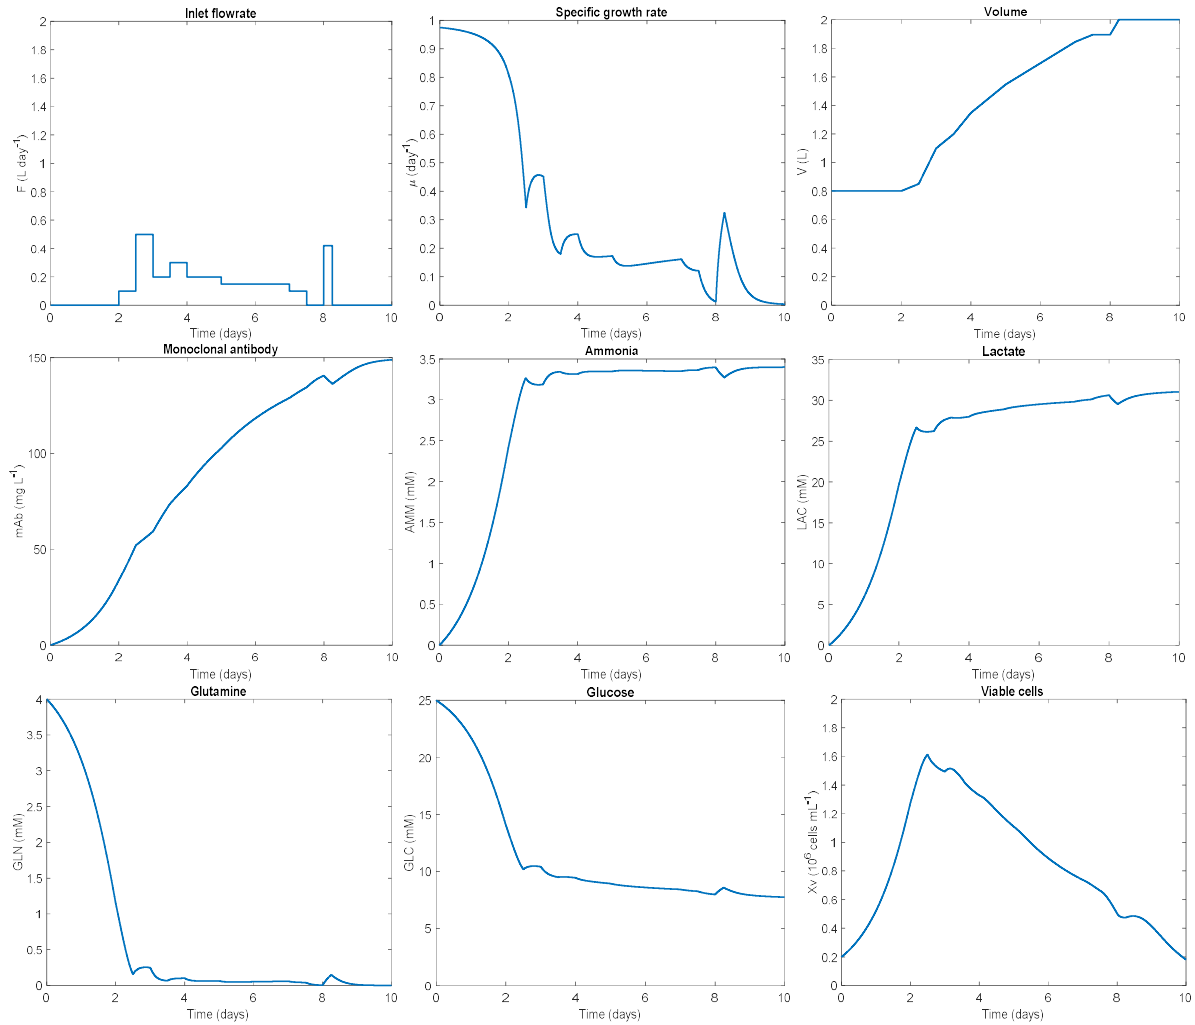 Inlet flowrate
2
1.8
1.6
1.4
1.2
1
0.8
0.6
0.4
0.2
0
F (L day⁻¹)
0 2 4 6 8 10
Time (days)
Specific growth rate
1
0.9
0.8
0.7
0.6
0.5
0.4
0.3
0.2
0.1
0
μ (day⁻¹)
0 2 4 6 8 10
Time (days)
Volume
2
1.8
1.6
1.4
1.2
1
0.8
0.6
0.4
0.2
0
V (L)
0 2 4 6 8 10
Time (days)
Monoclonal antibody
150
100
50
0
mAb (mg L⁻¹)
0 2 4 6 8 10
Time (days)
Ammonia
3.5
3
2.5
2
1.5
1
0.5
0
AMM (mM)
0 2 4 6 8 10
Time (days)
Lactate
35
30
25
20
15
10
5
0
LAC (mM)
0 2 4 6 8 10
Time (days)
Glutamine
4
3.5
3
2.5
2
1.5
1
0.5
0
GLN (mM)
0 2 4 6 8 10
Time (days)
Glucose
25
20
15
10
5
0
GLC (mM)
0 2 4 6 8 10
Time (days)
Viable cells
2
1.8
1.6
1.4
1.2
1
0.8
0.6
0.4
0.2
0
Xv (10⁶ cells mL⁻¹)
0 2 4 6 8 10
Time (days)